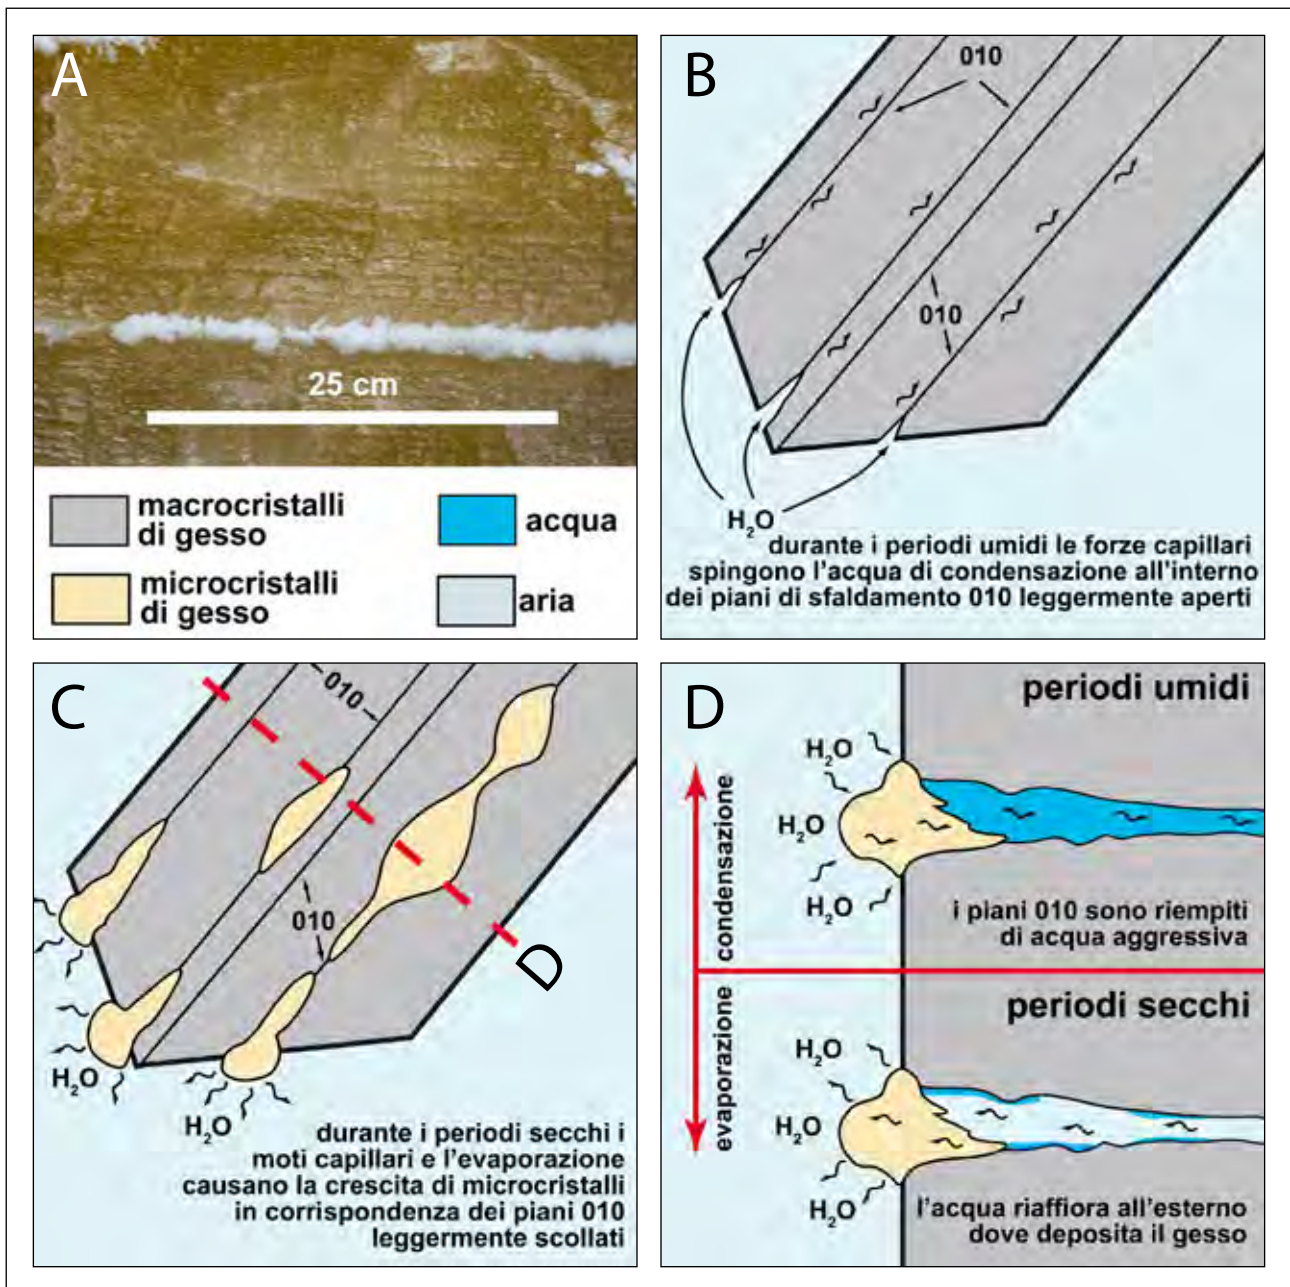 A
25 cm
macrocristalli
di gesso
acqua
microcristalli
di gesso
aria
B
010
010
H₂O
durante i periodi umidi le forze capillari
spingono l'acqua di condensazione all'interno
dei piani di sfaldamento 010 leggermente aperti
C
010
010
D
H₂O
H₂O
durante i periodi secchi i
moti capillari e l'evaporazione
causano la crescita di microcristalli
in corrispondenza dei piani 010
leggermente scollati
D
periodi umidi
H₂O
H₂O
H₂O
condensazione
i piani 010 sono riempiti
di acqua aggressiva
periodi secchi
evaporazione
H₂O
H₂O
H₂O
l'acqua riaffiora all'esterno
dove deposita il gesso